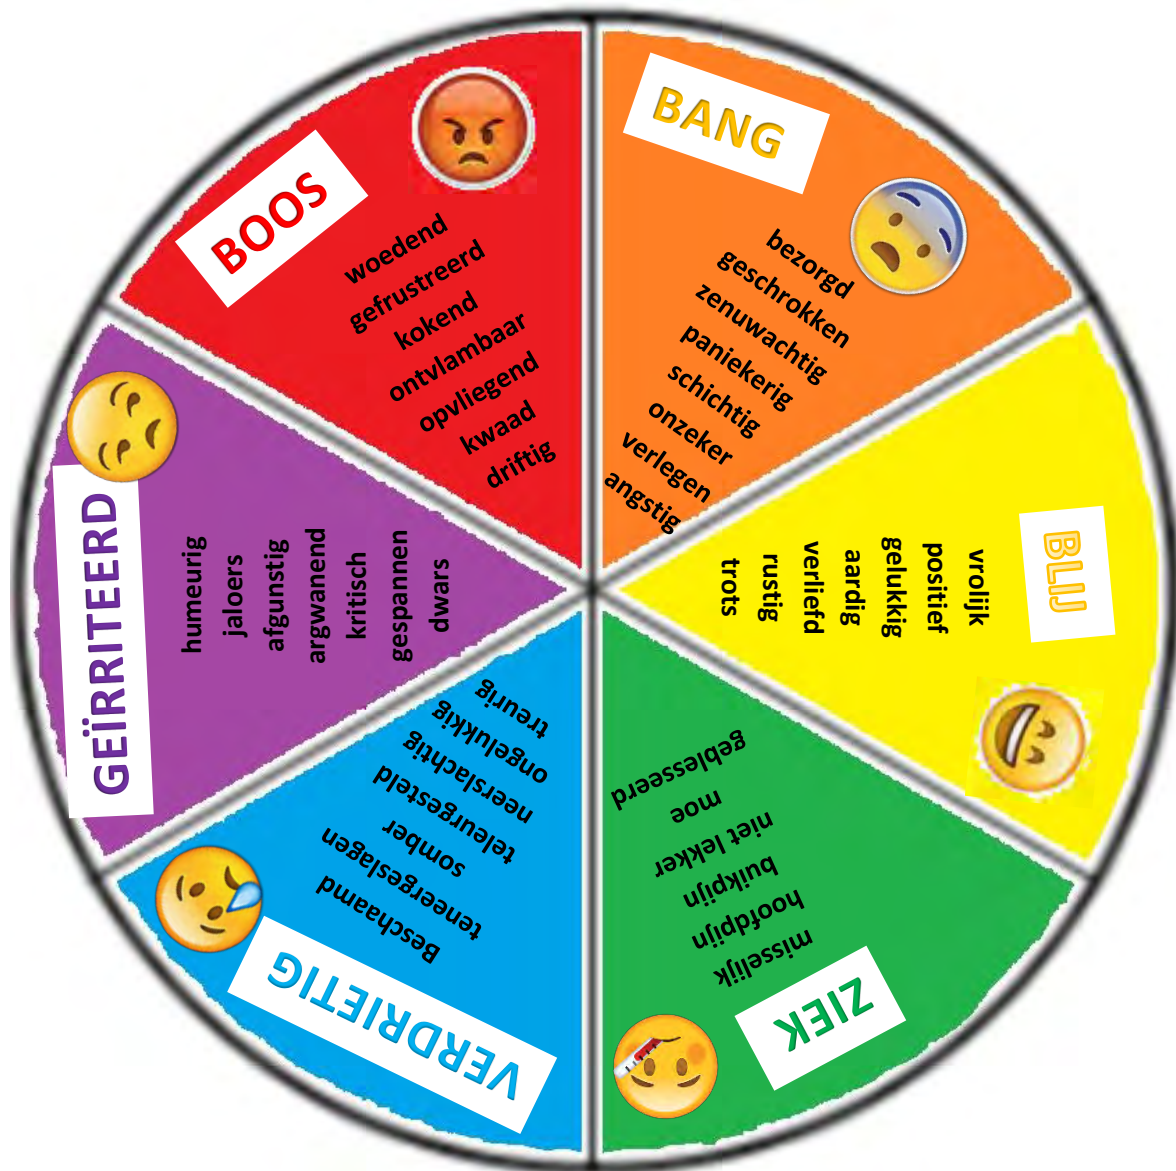 BOOS
woedend
gefrustreerd
kokend
ontvlambaar
opvliegend
kwaad
driftig
BANG
bezorgd
geschrokken
zenuwachtig
paniekerig
schichtig
onzeker
verlegen
angstig
BLIJ
vrolijk
positief
gelukkig
aardig
verliefd
rustig
trots
ZIEK
misselijk
hoofdpijn
buikpijn
niet lekker
moe
geblesseerd
VERDRIETIG
Beschaamd
teneergeslagen
somber
teleurgesteld
neerslachtig
ongelukkig
treurig
GEÏRRITEERD
humeurig
jaloers
afgunstig
argwanend
kritisch
gespannen
dwars